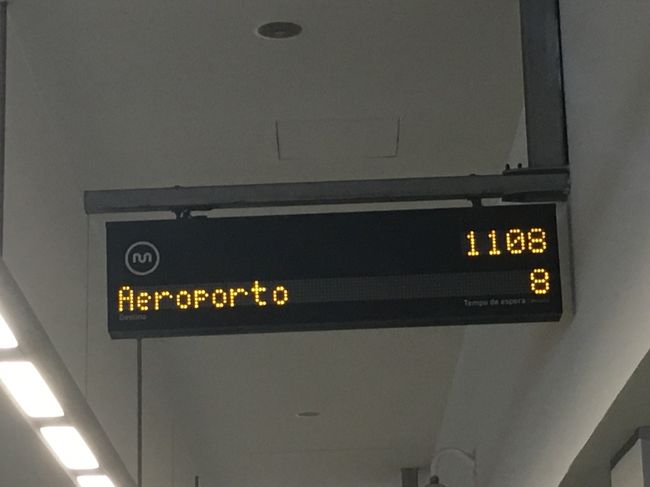 1108
Aeroporto 8
Destino Tempo de espera